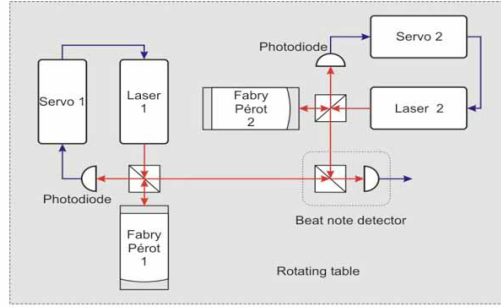 Servo 1
Laser
1
Photodiode
Fabry
Pérot
1
Photodiode
Servo 2
Fabry
Pérot
2
Laser 2
Beat note detector
Rotating table